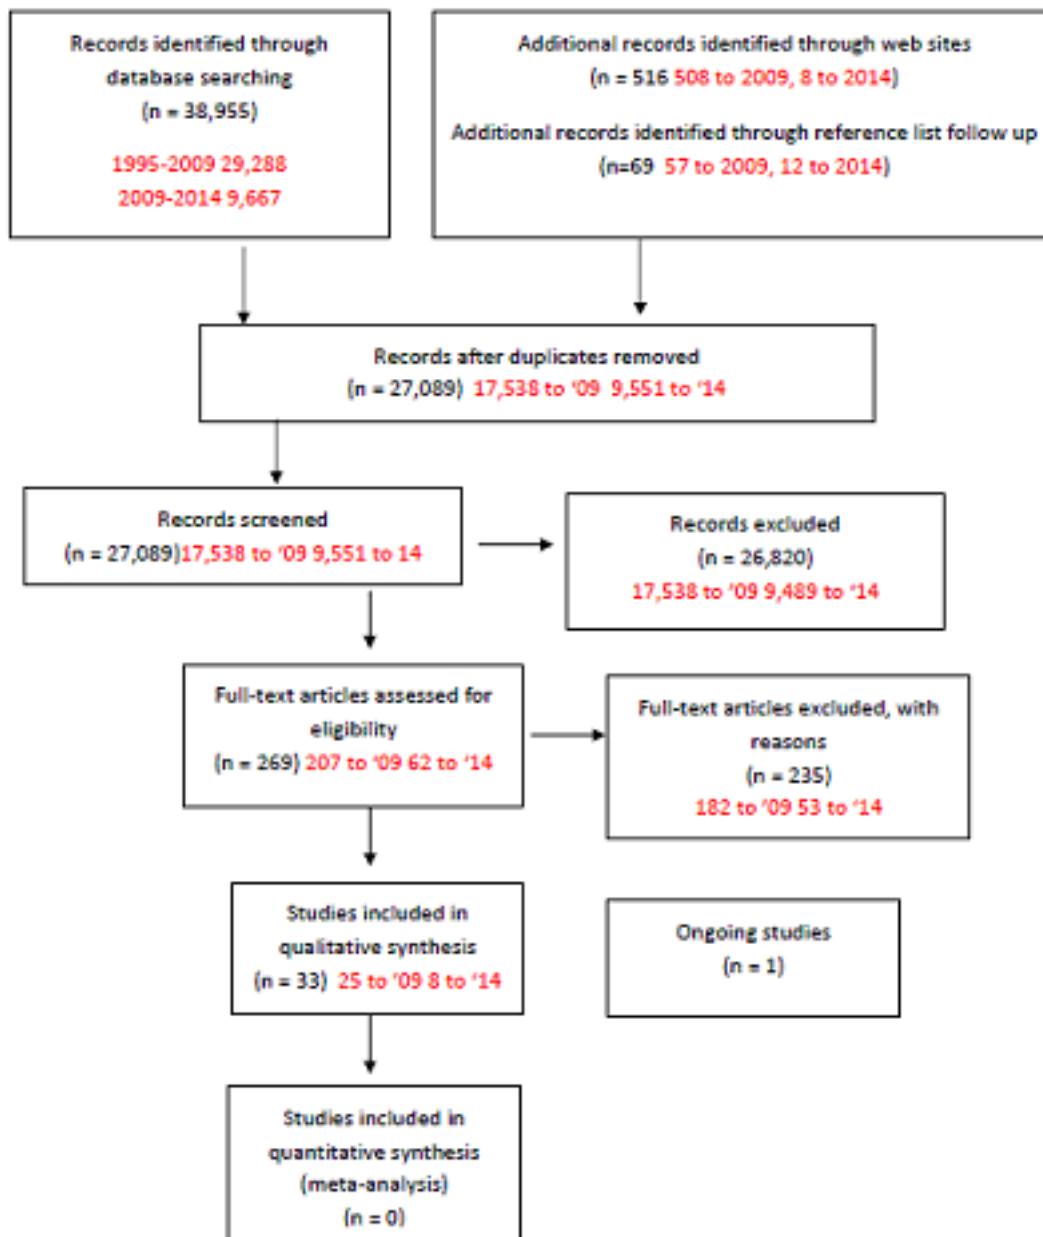 Records identified through
database searching
(n = 38,955)
1995-2009 29,288
2009-2014 9,667
Additional records identified through web sites
(n = 516 508 to 2009, 8 to 2014)
Additional records identified through reference list follow up
(n=69 57 to 2009, 12 to 2014)
Records after duplicates removed
(n = 27,089) 17,538 to '09 9,551 to '14
Records screened
(n = 27,089)17,538 to '09 9,551 to 14
Records excluded
(n = 26,820)
17,538 to '09 9,489 to '14
Full-text articles assessed for
eligibility
(n = 269) 207 to '09 62 to '14
Full-text articles excluded, with
reasons
(n = 235)
182 to '09 53 to '14
Studies included in
qualitative synthesis
(n = 33) 25 to '09 8 to '14
Ongoing studies
(n = 1)
Studies included in
quantitative synthesis
(meta-analysis)
(n = 0)